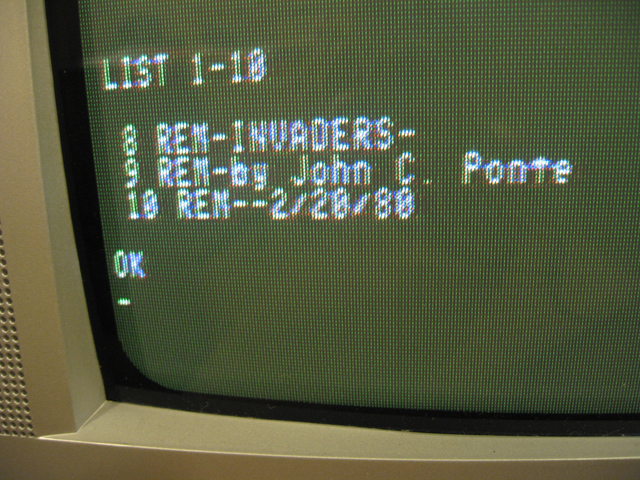 LIST 1-10
8 REM-INVADERS-
9 REM-by John C. Ponte
10 REM--2/20/80
OK